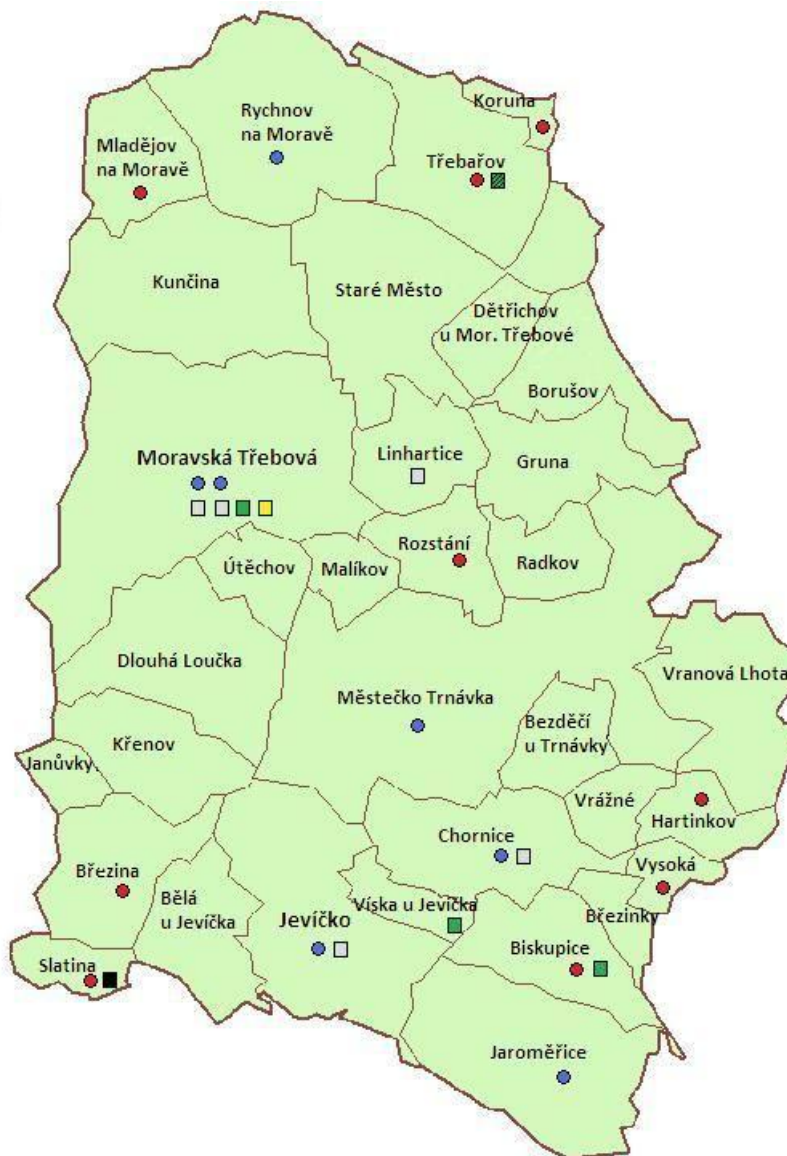 Koruna
Rychnov
na Moravě
Mladějov
na Moravě
Třebařov
Kunčina
Staré Město
Dětřichov
u Mor. Třebové
Borušov
Moravská Třebová
Linhartice
Gruna
Rozstání
Útěchov
Malíkov
Radkov
Dlouhá Loučka
Vranová Lhota
Městečko Trnávka
Bezděčí
u Trnávky
Křenov
Janůvky
Vrážné
Hartinkov
Chornice
Vysoká
Březina
Bělá
u Jevíčka
Víska u Jevíčka
Jevíčko
Březinky
Biskupice
Slatina
Jaroměřice